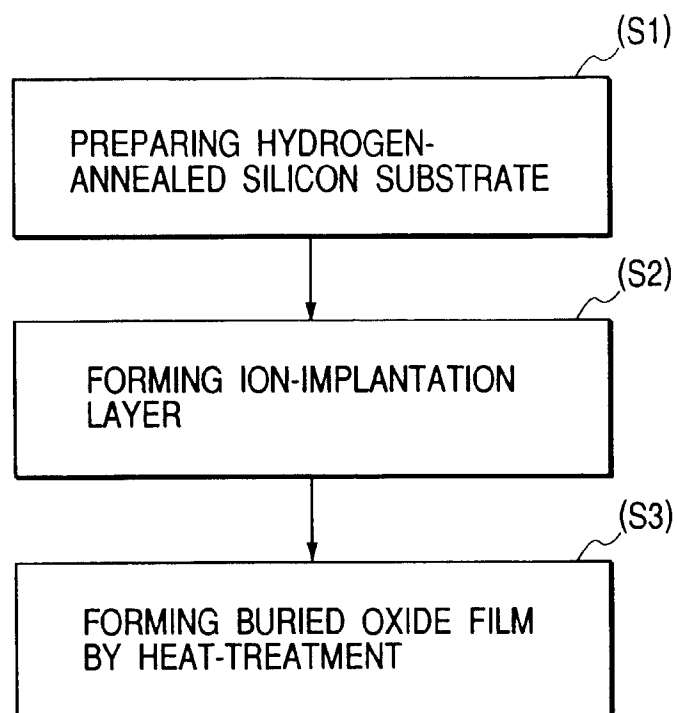 (S1)
PREPARING HYDROGEN-
ANNEALED SILICON SUBSTRATE
(S2)
FORMING ION-IMPLANTATION
LAYER
(S3)
FORMING BURIED OXIDE FILM
BY HEAT-TREATMENT